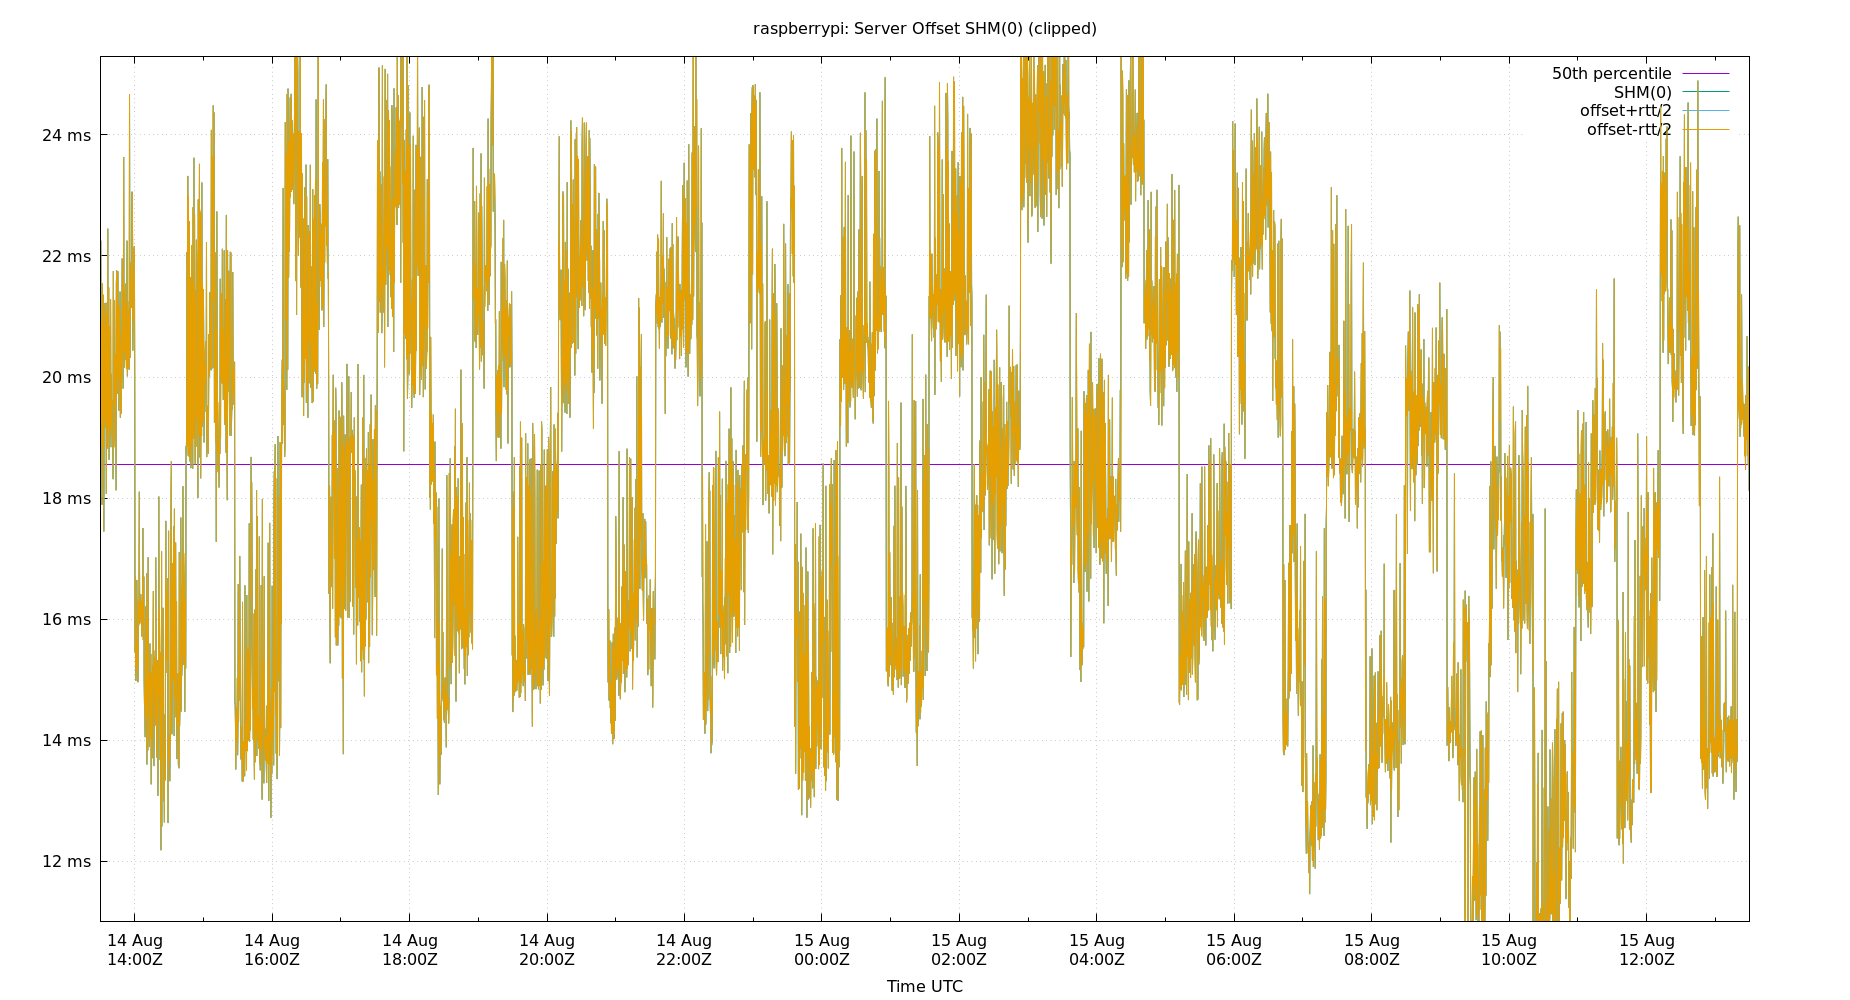 raspberrypi: Server Offset SHM(0) (clipped)
50th percentile
SHM(0)
offset+rtt/2
offset-rtt/2
24 ms
22 ms
20 ms
18 ms
16 ms
14 ms
12 ms
14 Aug 14 Aug 14 Aug 14 Aug 14 Aug 15 Aug 15 Aug 15 Aug 15 Aug 15 Aug 15 Aug 15 Aug
14:00Z 16:00Z 18:00Z 20:00Z 22:00Z 00:00Z 02:00Z 04:00Z 06:00Z 08:00Z 10:00Z 12:00Z
Time UTC